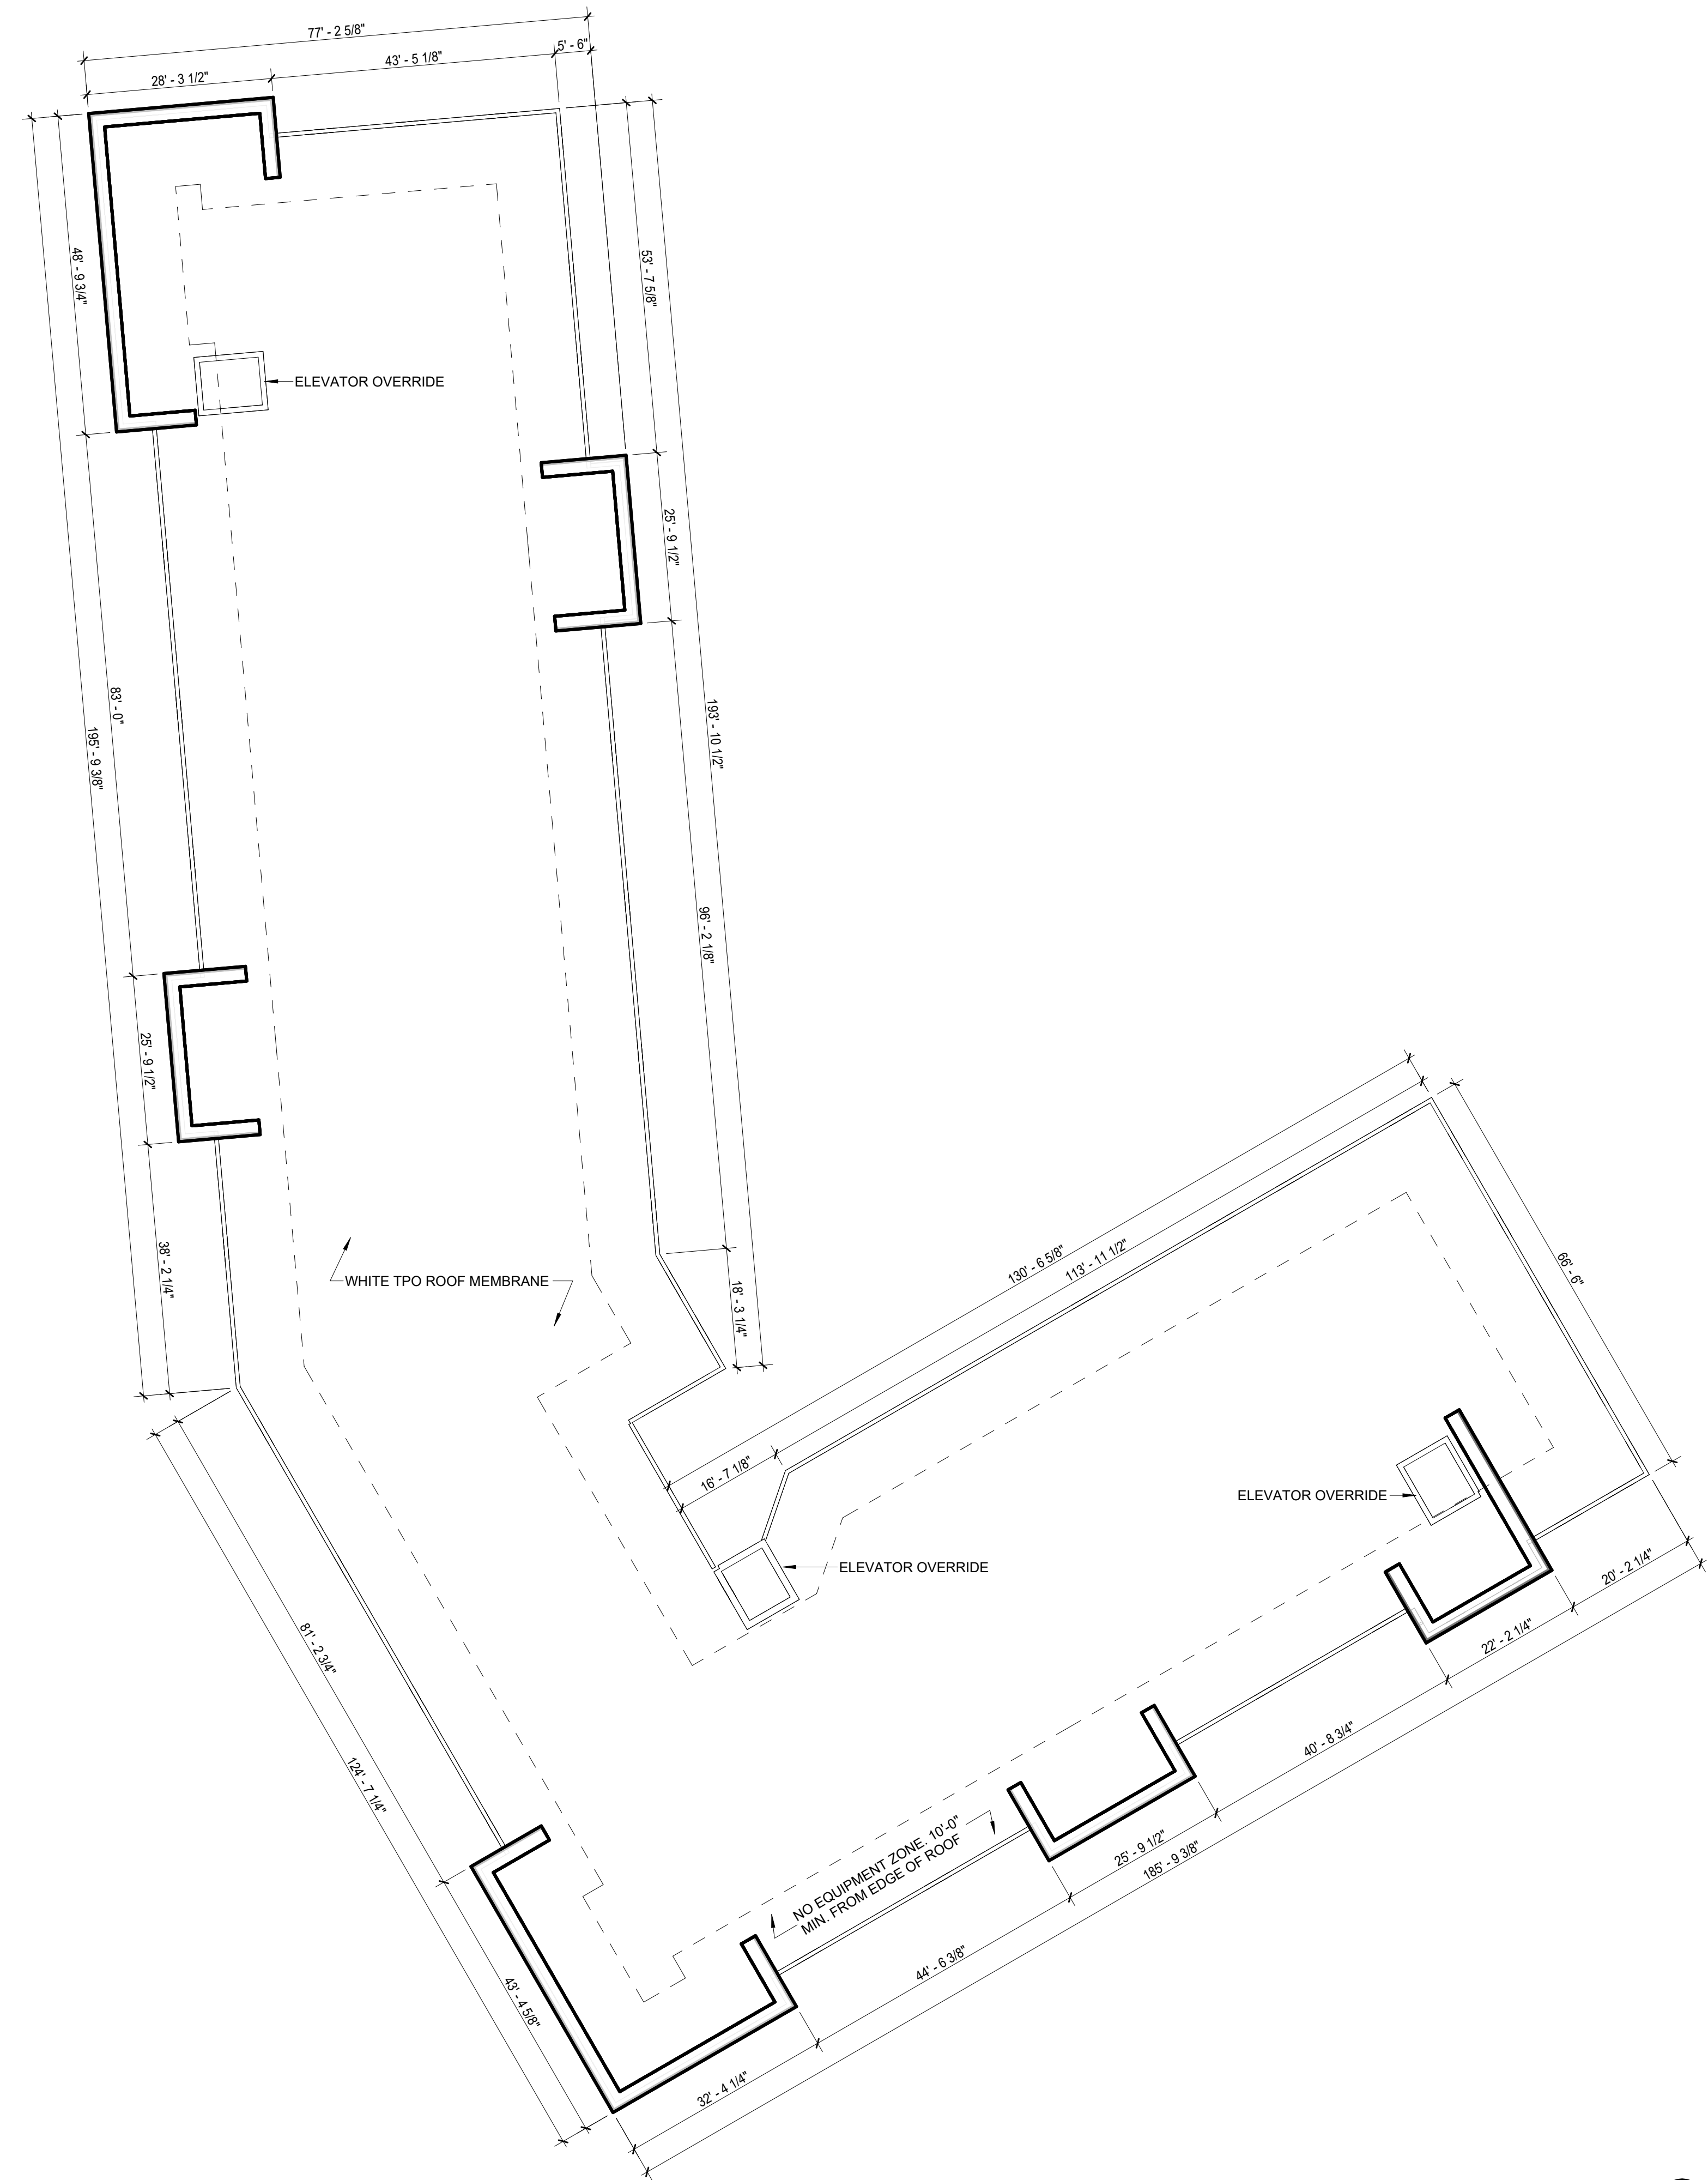 77' - 2 5/8"
28' - 3 1/2"
43' - 5 1/8"
5' - 6"
48' - 9 3/4"
53' - 7 5/8"
ELEVATOR OVERRIDE
25' - 9 1/2"
83' - 0"
195' - 9 3/8"
193' - 10 1/2"
96' - 2 1/8"
25' - 9 1/2"
38' - 2 1/4"
WHITE TPO ROOF MEMBRANE
18' - 3 1/4"
130' - 6 5/8"
113' - 11 1/2"
66' - 6"
16' - 7 1/8"
ELEVATOR OVERRIDE
ELEVATOR OVERRIDE
20' - 2 1/4"
22' - 2 1/4"
81' - 2 3/4"
124' - 7 1/4"
40' - 8 3/4"
NO EQUIPMENT ZONE. 10'-0"
MIN. FROM EDGE OF ROOF
25' - 9 1/2"
185' - 9 3/8"
44' - 6 3/8"
43' - 4 5/8"
32' - 4 1/4"